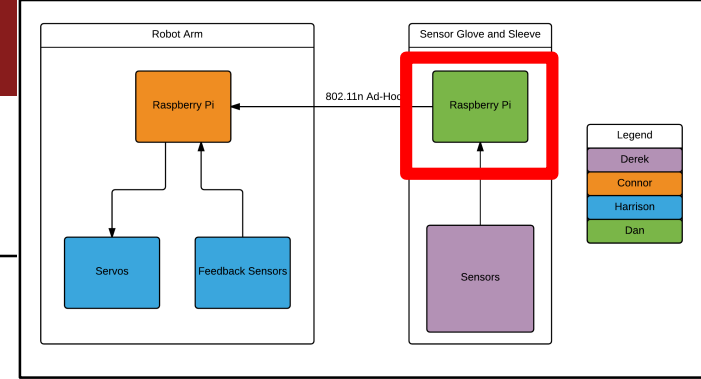 Robot Arm
Sensor Glove and Sleeve
Raspberry Pi
802.11n Ad-Hoc
Raspberry Pi
Legend
Derek
Connor
Harrison
Dan
Servos
Feedback Sensors
Sensors